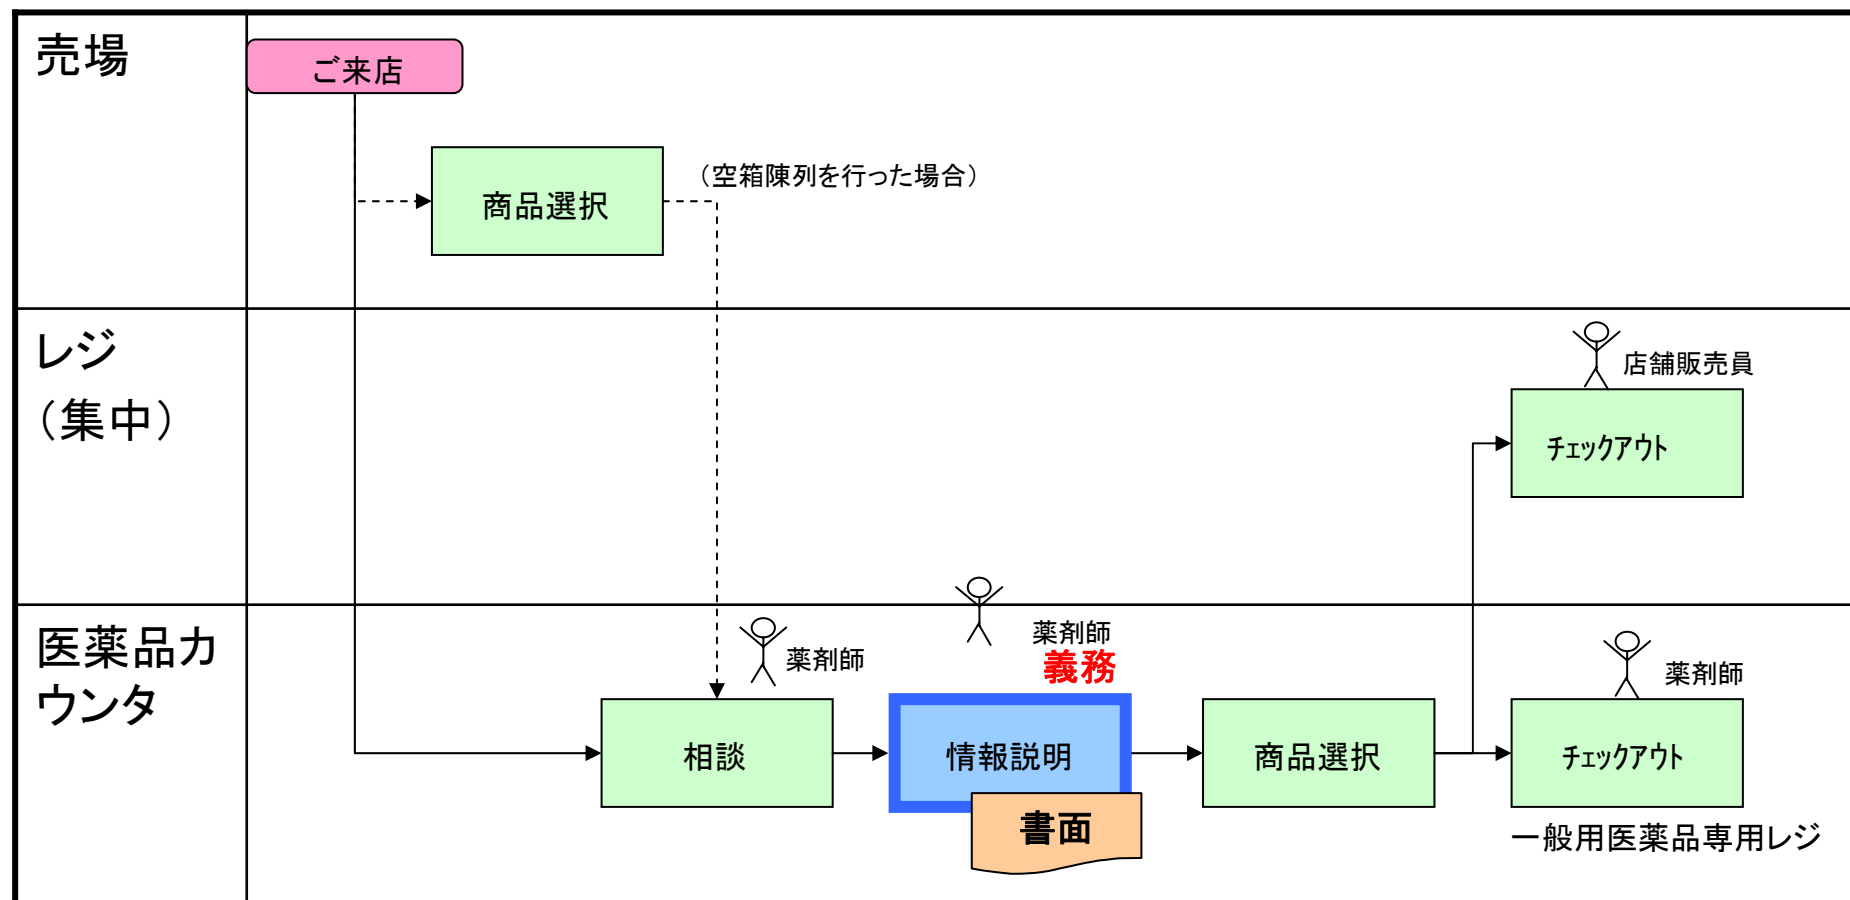 売場
ご来店
商品選択
（空箱陳列を行った場合）
レジ
（集中）
店舗販売員
チェックアウト
医薬品カ
ウンタ
薬剤師
相談
薬剤師
義務
情報説明
書面
商品選択
薬剤師
チェックアウト
一般用医薬品専用レジ